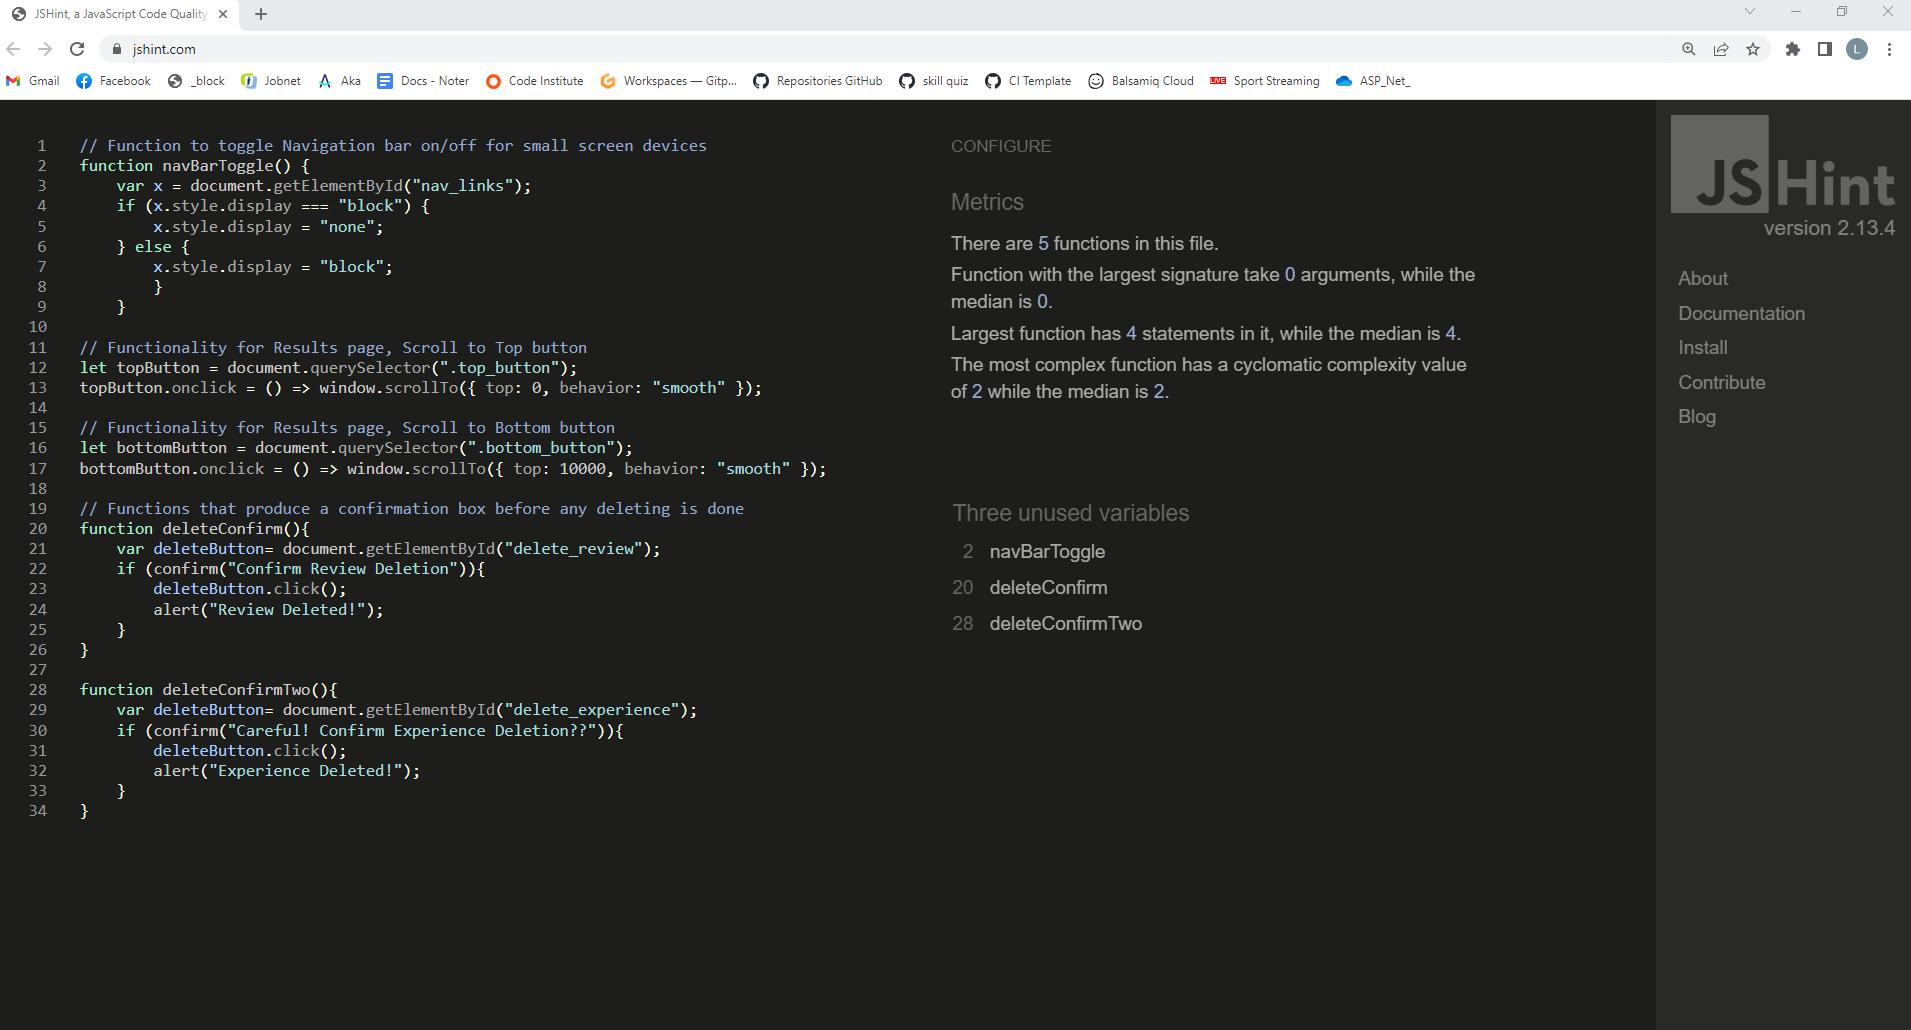 JSHint, a JavaScript Code Quality
jshint.com
L
Gmail Facebook _block Jobnet Aka Docs - Noter Code Institute Workspaces — Gitp... Repositories GitHub skill quiz CI Template Balsamiq Cloud LIVE Sport Streaming ASP_Net_
1 // Function to toggle Navigation bar on/off for small screen devices
2 function navBarToggle() {
3 var x = document.getElementById("nav_links");
4 if (x.style.display === "block") {
5 x.style.display = "none";
6 } else {
7 x.style.display = "block";
8 }
9 }
10
11 // Functionality for Results page, Scroll to Top button
12 let topButton = document.querySelector(".top_button");
13 topButton.onclick = () => window.scrollTo({ top: 0, behavior: "smooth" });
14
15 // Functionality for Results page, Scroll to Bottom button
16 let bottomButton = document.querySelector(".bottom_button");
17 bottomButton.onclick = () => window.scrollTo({ top: 10000, behavior: "smooth" });
18
19 // Functions that produce a confirmation box before any deleting is done
20 function deleteConfirm(){
21 var deleteButton= document.getElementById("delete_review");
22 if (confirm("Confirm Review Deletion")){
23 deleteButton.click();
24 alert("Review Deleted!");
25 }
26 }
27
28 function deleteConfirmTwo(){
29 var deleteButton= document.getElementById("delete_experience");
30 if (confirm("Careful! Confirm Experience Deletion??")){
31 deleteButton.click();
32 alert("Experience Deleted!");
33 }
34 }
CONFIGURE
Metrics
There are 5 functions in this file.
Function with the largest signature take 0 arguments, while the
median is 0.
Largest function has 4 statements in it, while the median is 4.
The most complex function has a cyclomatic complexity value
of 2 while the median is 2.
Three unused variables
2 navBarToggle
20 deleteConfirm
28 deleteConfirmTwo
JSHint
version 2.13.4
About
Documentation
Install
Contribute
Blog